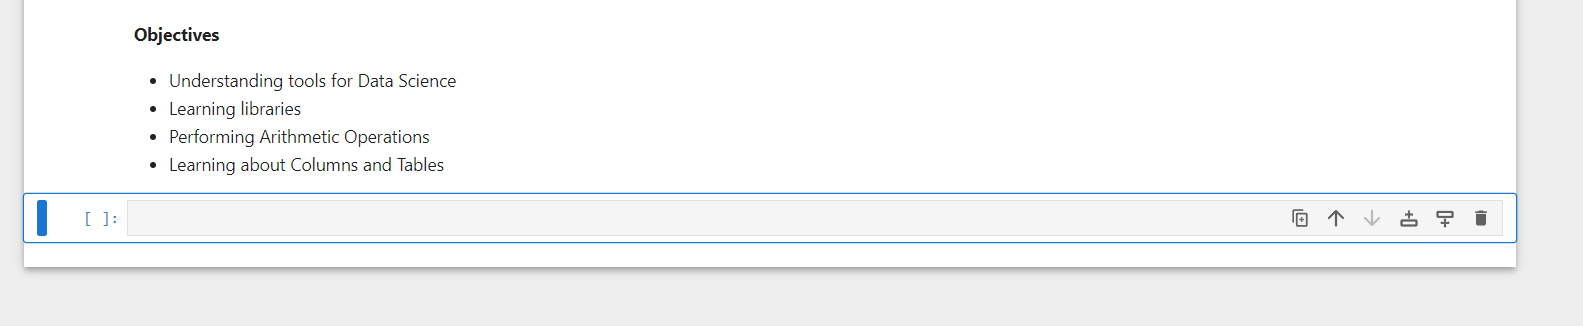 Objectives
• Understanding tools for Data Science
• Learning libraries
• Performing Arithmetic Operations
• Learning about Columns and Tables
[ ]: